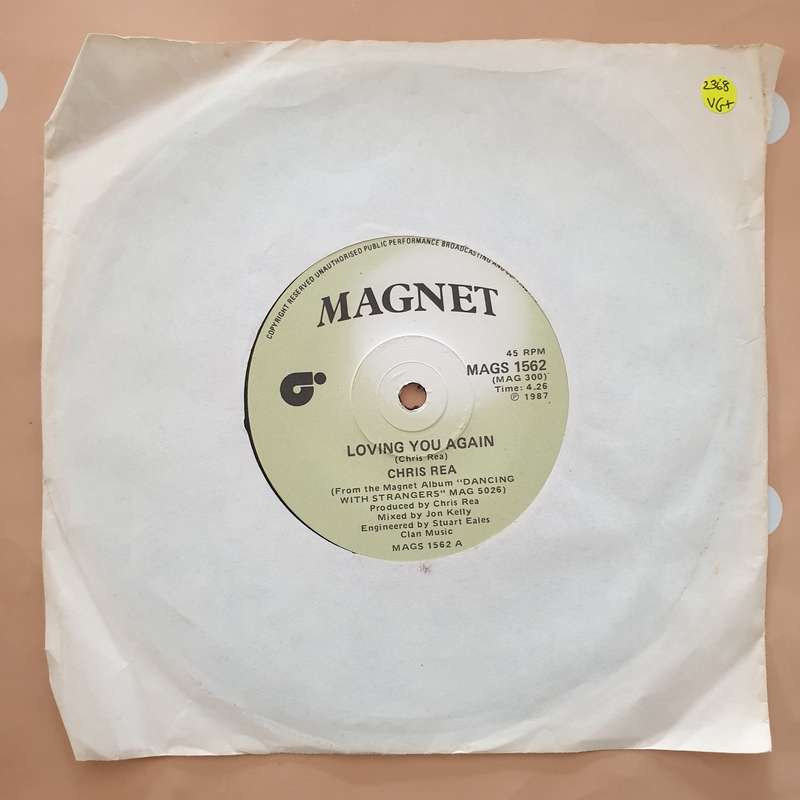 2368
VG+
COPYRIGHT RESERVED UNAUTHORISED PUBLIC PERFORMANCE BROADCASTING AND
MAGNET
45 RPM
MAGS 1562
(MAG 300)
Time: 4.26
℗ 1987
LOVING YOU AGAIN
(Chris Rea)
CHRIS REA
(From the Magnet Album "DANCING
WITH STRANGERS" MAG 5026)
Produced by Chris Rea
Mixed by Jon Kelly
Engineered by Stuart Eales
Clan Music
MAGS 1562 A